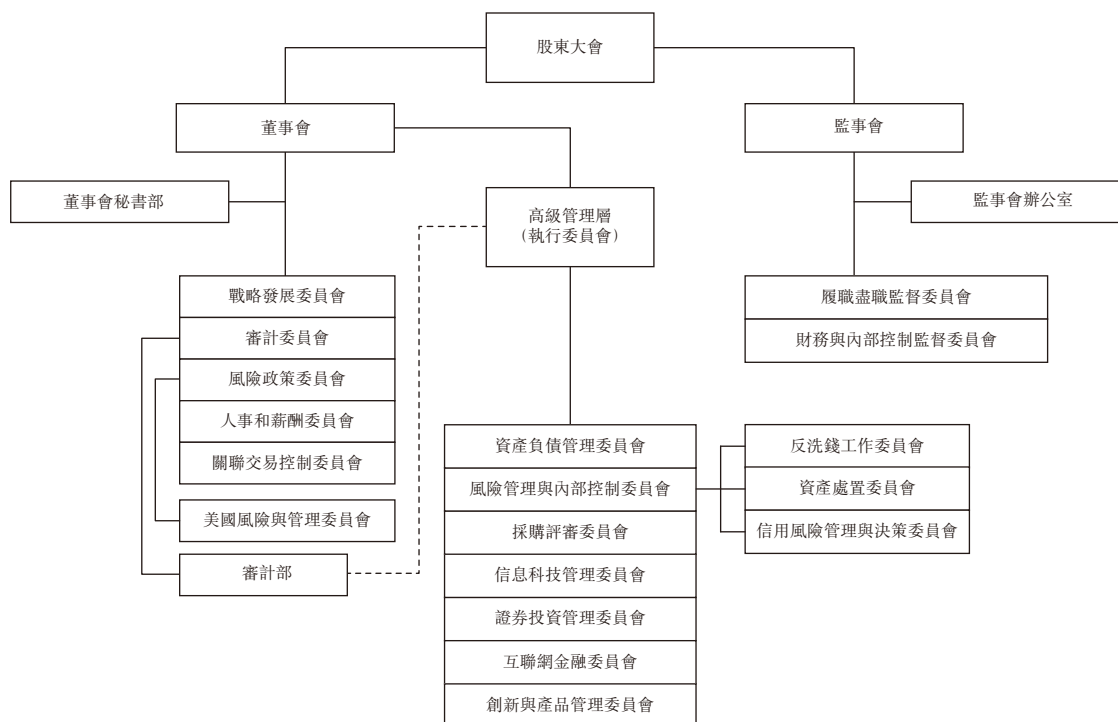 股東大會
董事會
監事會
董事會秘書部
高級管理層
(執行委員會)
監事會辦公室
戰略發展委員會
審計委員會
風險政策委員會
人事和薪酬委員會
關聯交易控制委員會
美國風險與管理委員會
審計部
履職盡職監督委員會
財務與內部控制監督委員會
資產負債管理委員會
風險管理與內部控制委員會
採購評審委員會
信息科技管理委員會
證券投資管理委員會
互聯網金融委員會
創新與產品管理委員會
反洗錢工作委員會
資產處置委員會
信用風險管理與決策委員會